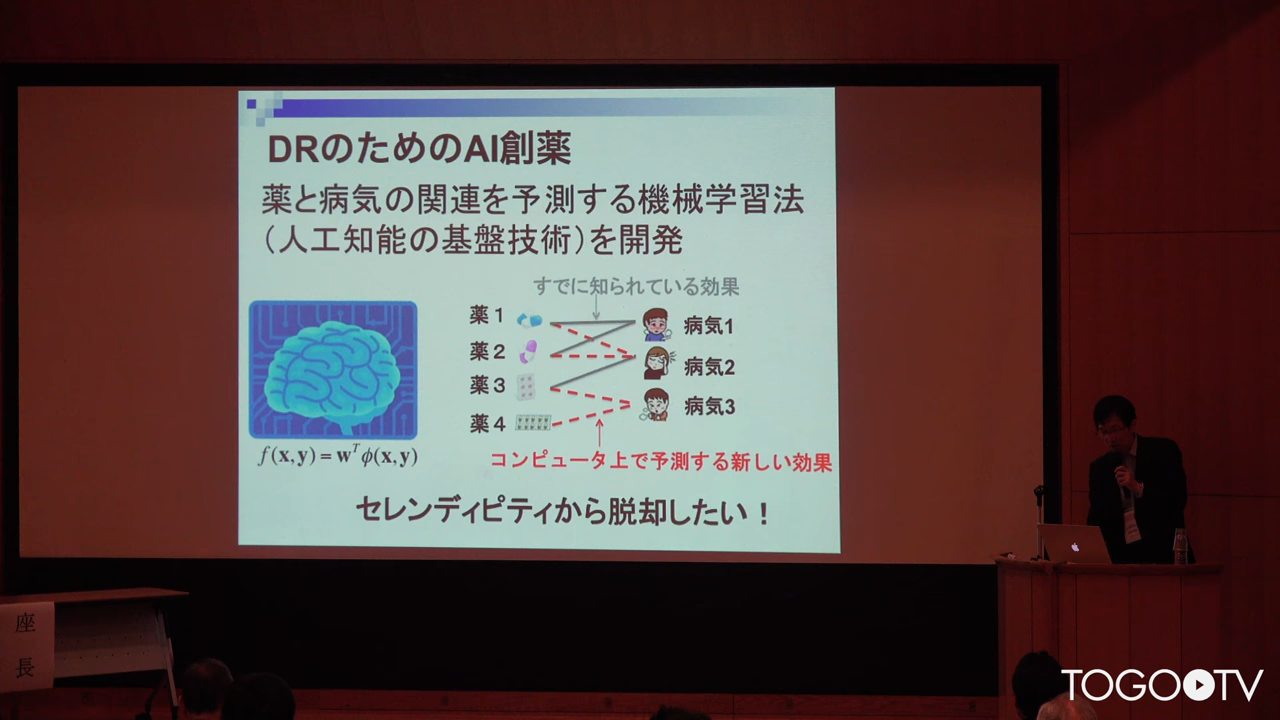 DRのためのAI創薬
薬と病気の関連を予測する機械学習法
（人工知能の基盤技術）を開発
すでに知られている効果
薬1
薬2
薬3
薬4
病気1
病気2
病気3
f(x,y)=wᵀϕ(x,y)
コンピュータ上で予測する新しい効果
セレンディピティから脱却したい！
座長
TOGOTV